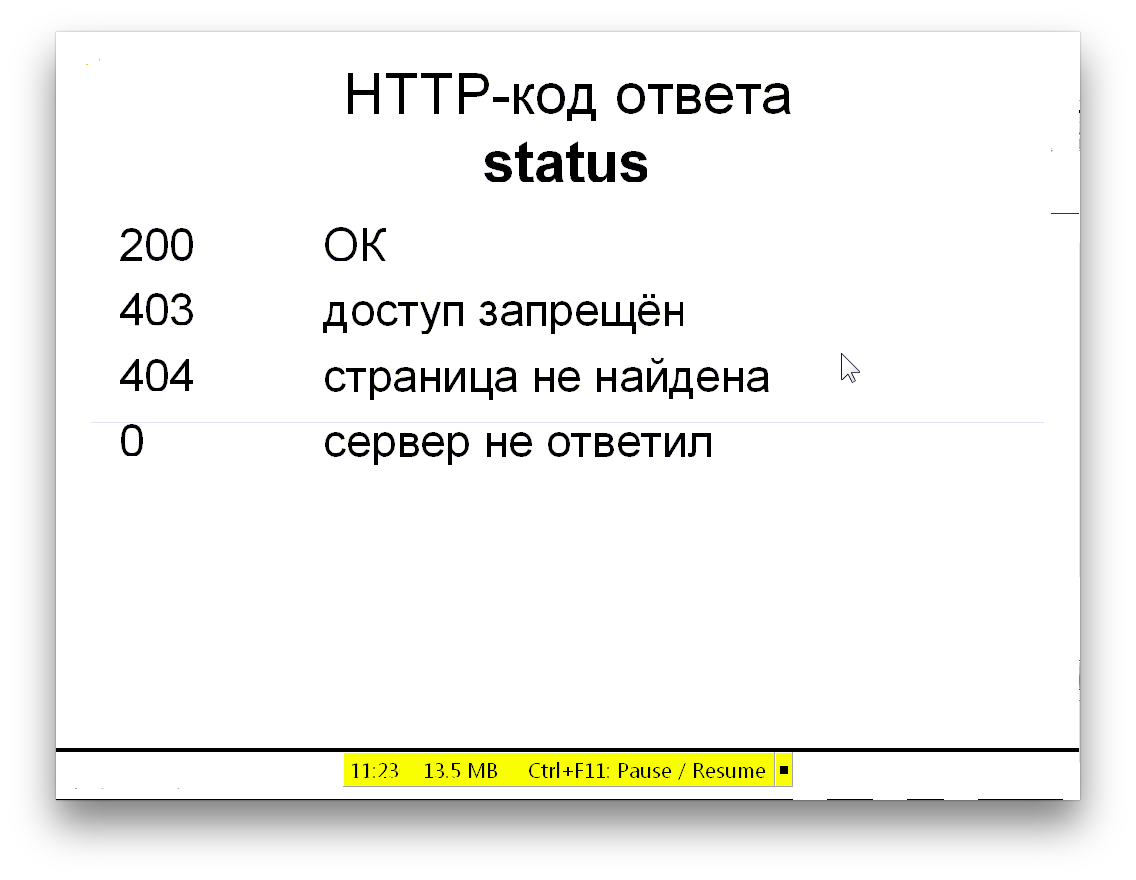 HTTP-код ответа
status
200 ОК
403 доступ запрещён
404 страница не найдена
0 сервер не ответил
11:23 13.5 MB Ctrl+F11: Pause / Resume